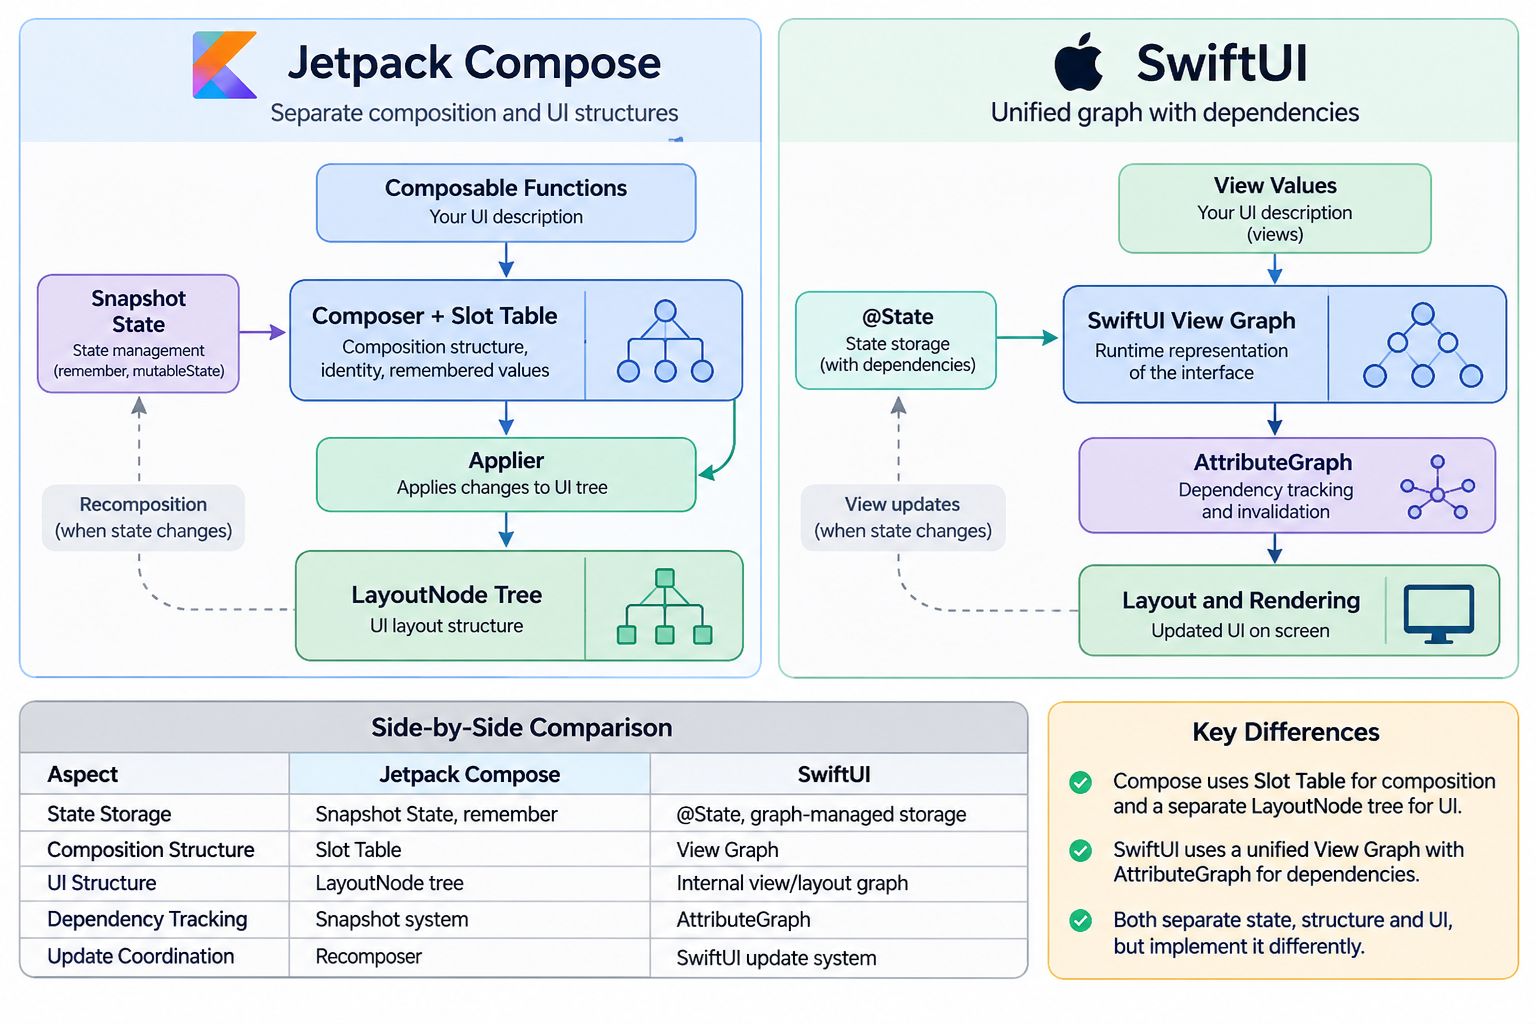 Jetpack Compose
Separate composition and UI structures
Composable Functions
Your UI description
Snapshot
State
State management
(remember, mutableState)
Composer + Slot Table
Composition structure,
identity, remembered values
Applier
Applies changes to UI tree
Recomposition
(when state changes)
LayoutNode Tree
UI layout structure
SwiftUI
Unified graph with dependencies
View Values
Your UI description
(views)
@State
State storage
(with dependencies)
SwiftUI View Graph
Runtime representation
of the interface
AttributeGraph
Dependency tracking
and invalidation
View updates
(when state changes)
Layout and Rendering
Updated UI on screen
Side-by-Side Comparison
Aspect Jetpack Compose SwiftUI
State Storage Snapshot State, remember @State, graph-managed storage
Composition Structure Slot Table View Graph
UI Structure LayoutNode tree Internal view/layout graph
Dependency Tracking Snapshot system AttributeGraph
Update Coordination Recomposer SwiftUI update system
Key Differences
Compose uses Slot Table for composition
and a separate LayoutNode tree for UI.
SwiftUI uses a unified View Graph with
AttributeGraph for dependencies.
Both separate state, structure and UI,
but implement it differently.